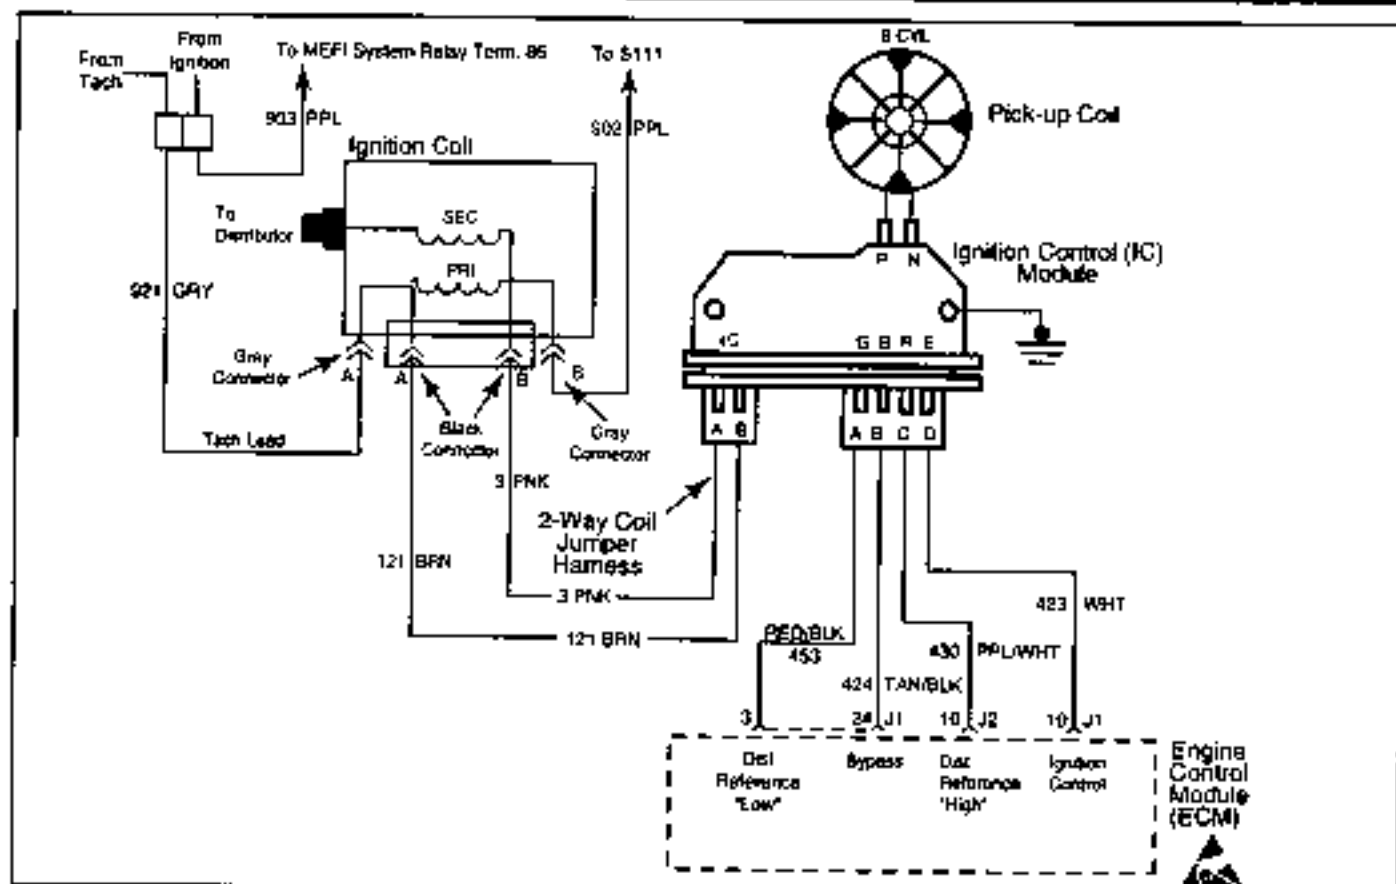 From
Tach
From
Ignition
To MEFI System Relay Term. 86
To S111
8 CYL
903 PPL
902 PPL
Pick-up Coil
Ignition Coil
To
Distributor
SEC
PRI
921 GRY
P N
Ignition Control (IC)
Module
G B R E
Gray
Connector
A
A
B
B
Black
Connector
Gray
Connector
Tach Lead
A B
A B C D
3 PNK
2-Way Coil
Jumper
Harness
121 BRN
3 PNK
121 BRN
RED/BLK
453
423 WHT
430 PPL/WHT
424 TAN/BLK
3
24 J1
10 J2
10 J1
Dist
Reference
"Low"
Bypass
Dist
Reference
"High"
Ignition
Control
Engine
Control
Module
(ECM)